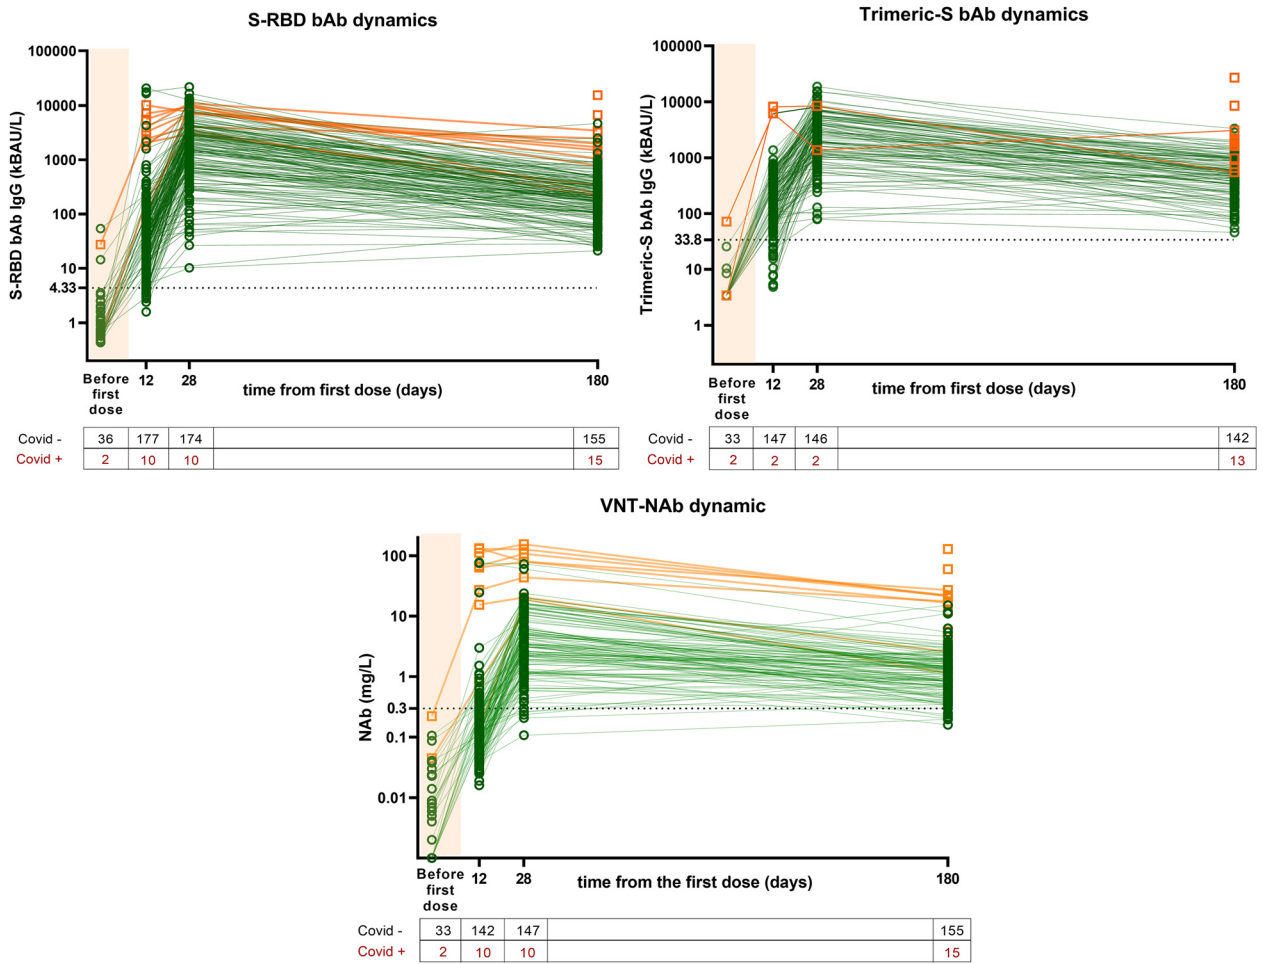 S-RBD bAb dynamics
S-RBD bAb IgG (kBAU/L)
100000
10000
1000
100
10
4.33
1
Before first dose
12
28
180
time from first dose (days)
Covid - 36 177 174 155
Covid + 2 10 10 15
Trimeric-S bAb dynamics
Trimeric-S bAb IgG (kBAU/L)
100000
10000
1000
100
33.8
10
1
Before
first
dose
12
28
180
time from first dose (days)
Covid - 33 147 146 142
Covid + 2 2 2 13
VNT-NAb dynamic
NAb (mg/L)
100
10
1
0.3
0.1
0.01
Before
first
dose
12
28
180
time from the first dose (days)
Covid - 33 142 147 155
Covid + 2 10 10 15